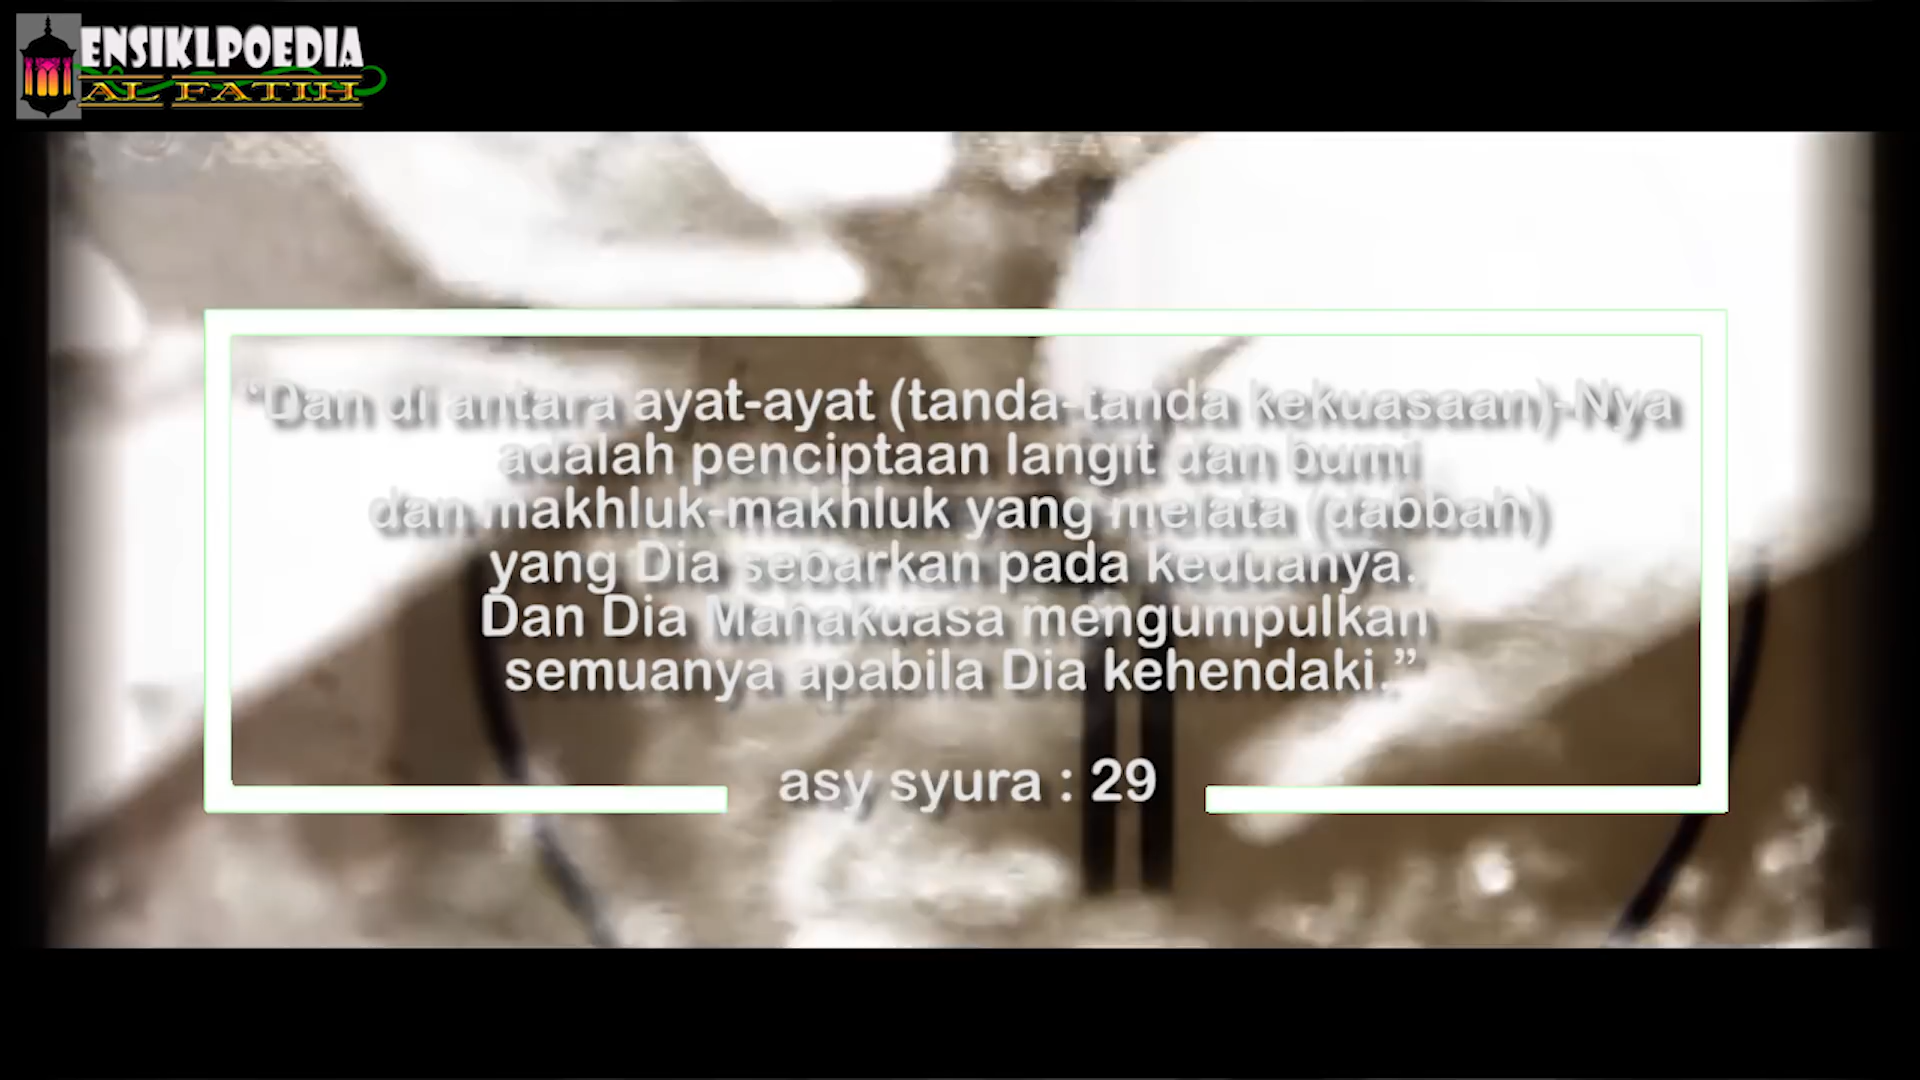 ENSIKLPOEDIA
AL FATIH
“Dan di antara ayat-ayat (tanda-tanda kekuasaan)-Nya
adalah penciptaan langit dan bumi
dan makhluk-makhluk yang melata (dabbah)
yang Dia sebarkan pada keduanya.
Dan Dia Mahakuasa mengumpulkan
semuanya apabila Dia kehendaki.”
asy syura : 29